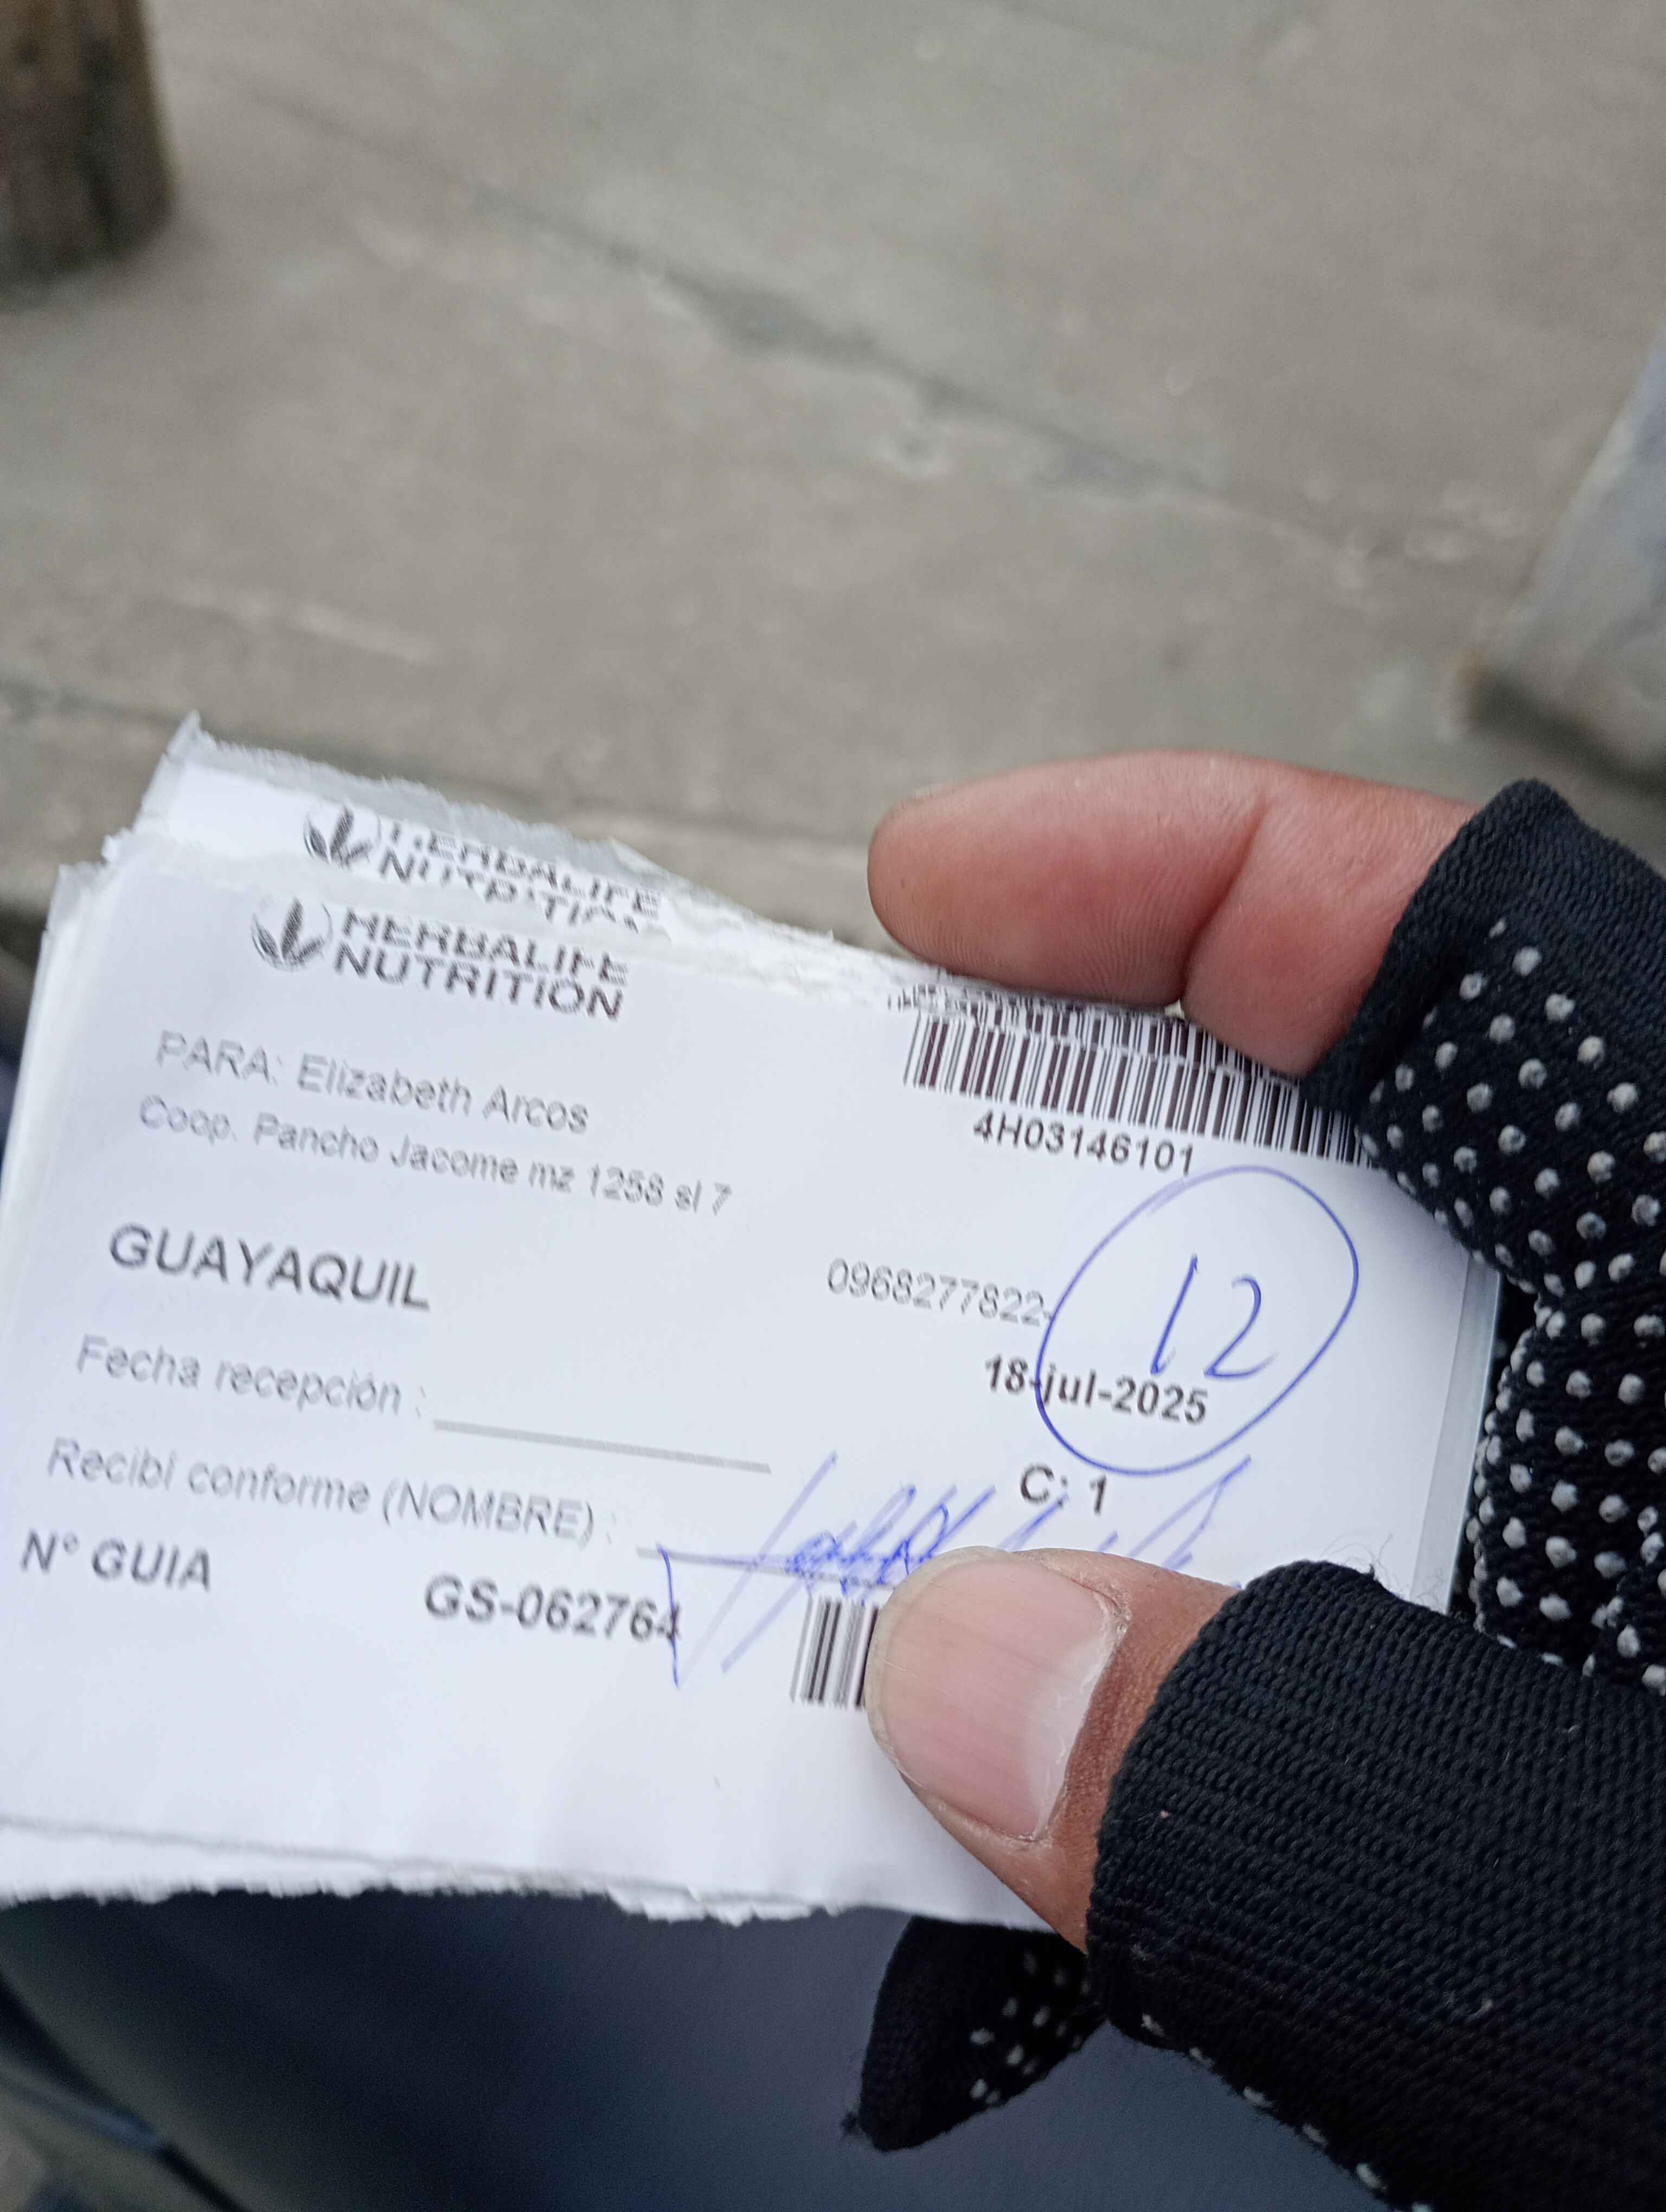 HERBALIFE
NUTRITION
HERBALIFE
NUTRITION
PARA: Elizabeth Arcos
Coop. Pancho Jacome mz 1258 sl 7
4H03146101
GUAYAQUIL
0968277822-
12
18-jul-2025
Fecha recepción :
C: 1
Recibí conforme (NOMBRE) :
N° GUIA
GS-062764